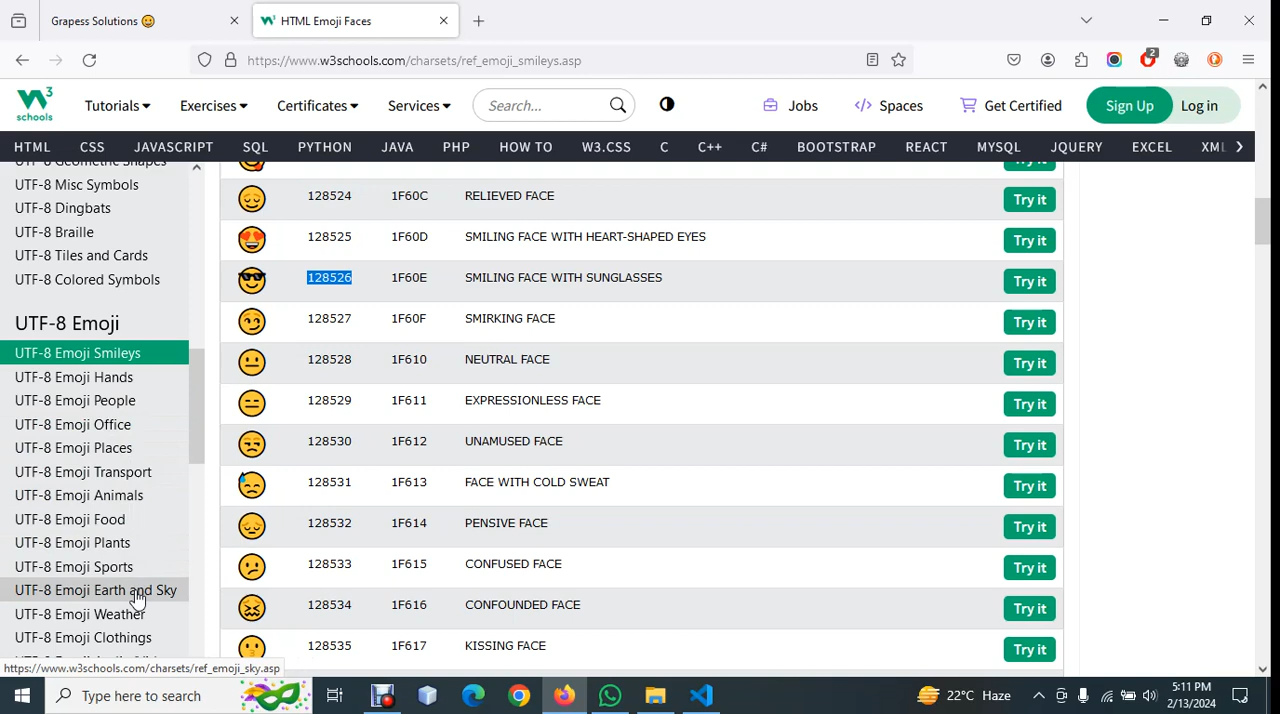 Grapess Solutions
HTML Emoji Faces
https://www.w3schools.com/charsets/ref_emoji_smileys.asp
2
W3
schools
Tutorials
Exercises
Certificates
Services
Search...
Jobs
Spaces
Get Certified
Sign Up
Log in
HTML CSS JAVASCRIPT SQL PYTHON JAVA PHP HOW TO W3.CSS C C++ C# BOOTSTRAP REACT MYSQL JQUERY EXCEL XML
UTF-8 Geometric Shapes
UTF-8 Misc Symbols
UTF-8 Dingbats
UTF-8 Braille
UTF-8 Tiles and Cards
UTF-8 Colored Symbols
UTF-8 Emoji
UTF-8 Emoji Smileys
UTF-8 Emoji Hands
UTF-8 Emoji People
UTF-8 Emoji Office
UTF-8 Emoji Places
UTF-8 Emoji Transport
UTF-8 Emoji Animals
UTF-8 Emoji Food
UTF-8 Emoji Plants
UTF-8 Emoji Sports
UTF-8 Emoji Earth and Sky
UTF-8 Emoji Weather
UTF-8 Emoji Clothings
Try it
128524 1F60C RELIEVED FACE Try it
128525 1F60D SMILING FACE WITH HEART-SHAPED EYES Try it
128526 1F60E SMILING FACE WITH SUNGLASSES Try it
128527 1F60F SMIRKING FACE Try it
128528 1F610 NEUTRAL FACE Try it
128529 1F611 EXPRESSIONLESS FACE Try it
128530 1F612 UNAMUSED FACE Try it
128531 1F613 FACE WITH COLD SWEAT Try it
128532 1F614 PENSIVE FACE Try it
128533 1F615 CONFUSED FACE Try it
128534 1F616 CONFOUNDED FACE Try it
128535 1F617 KISSING FACE Try it
https://www.w3schools.com/charsets/ref_emoji_sky.asp
Type here to search
22°C Haze
5:11 PM
2/13/2024